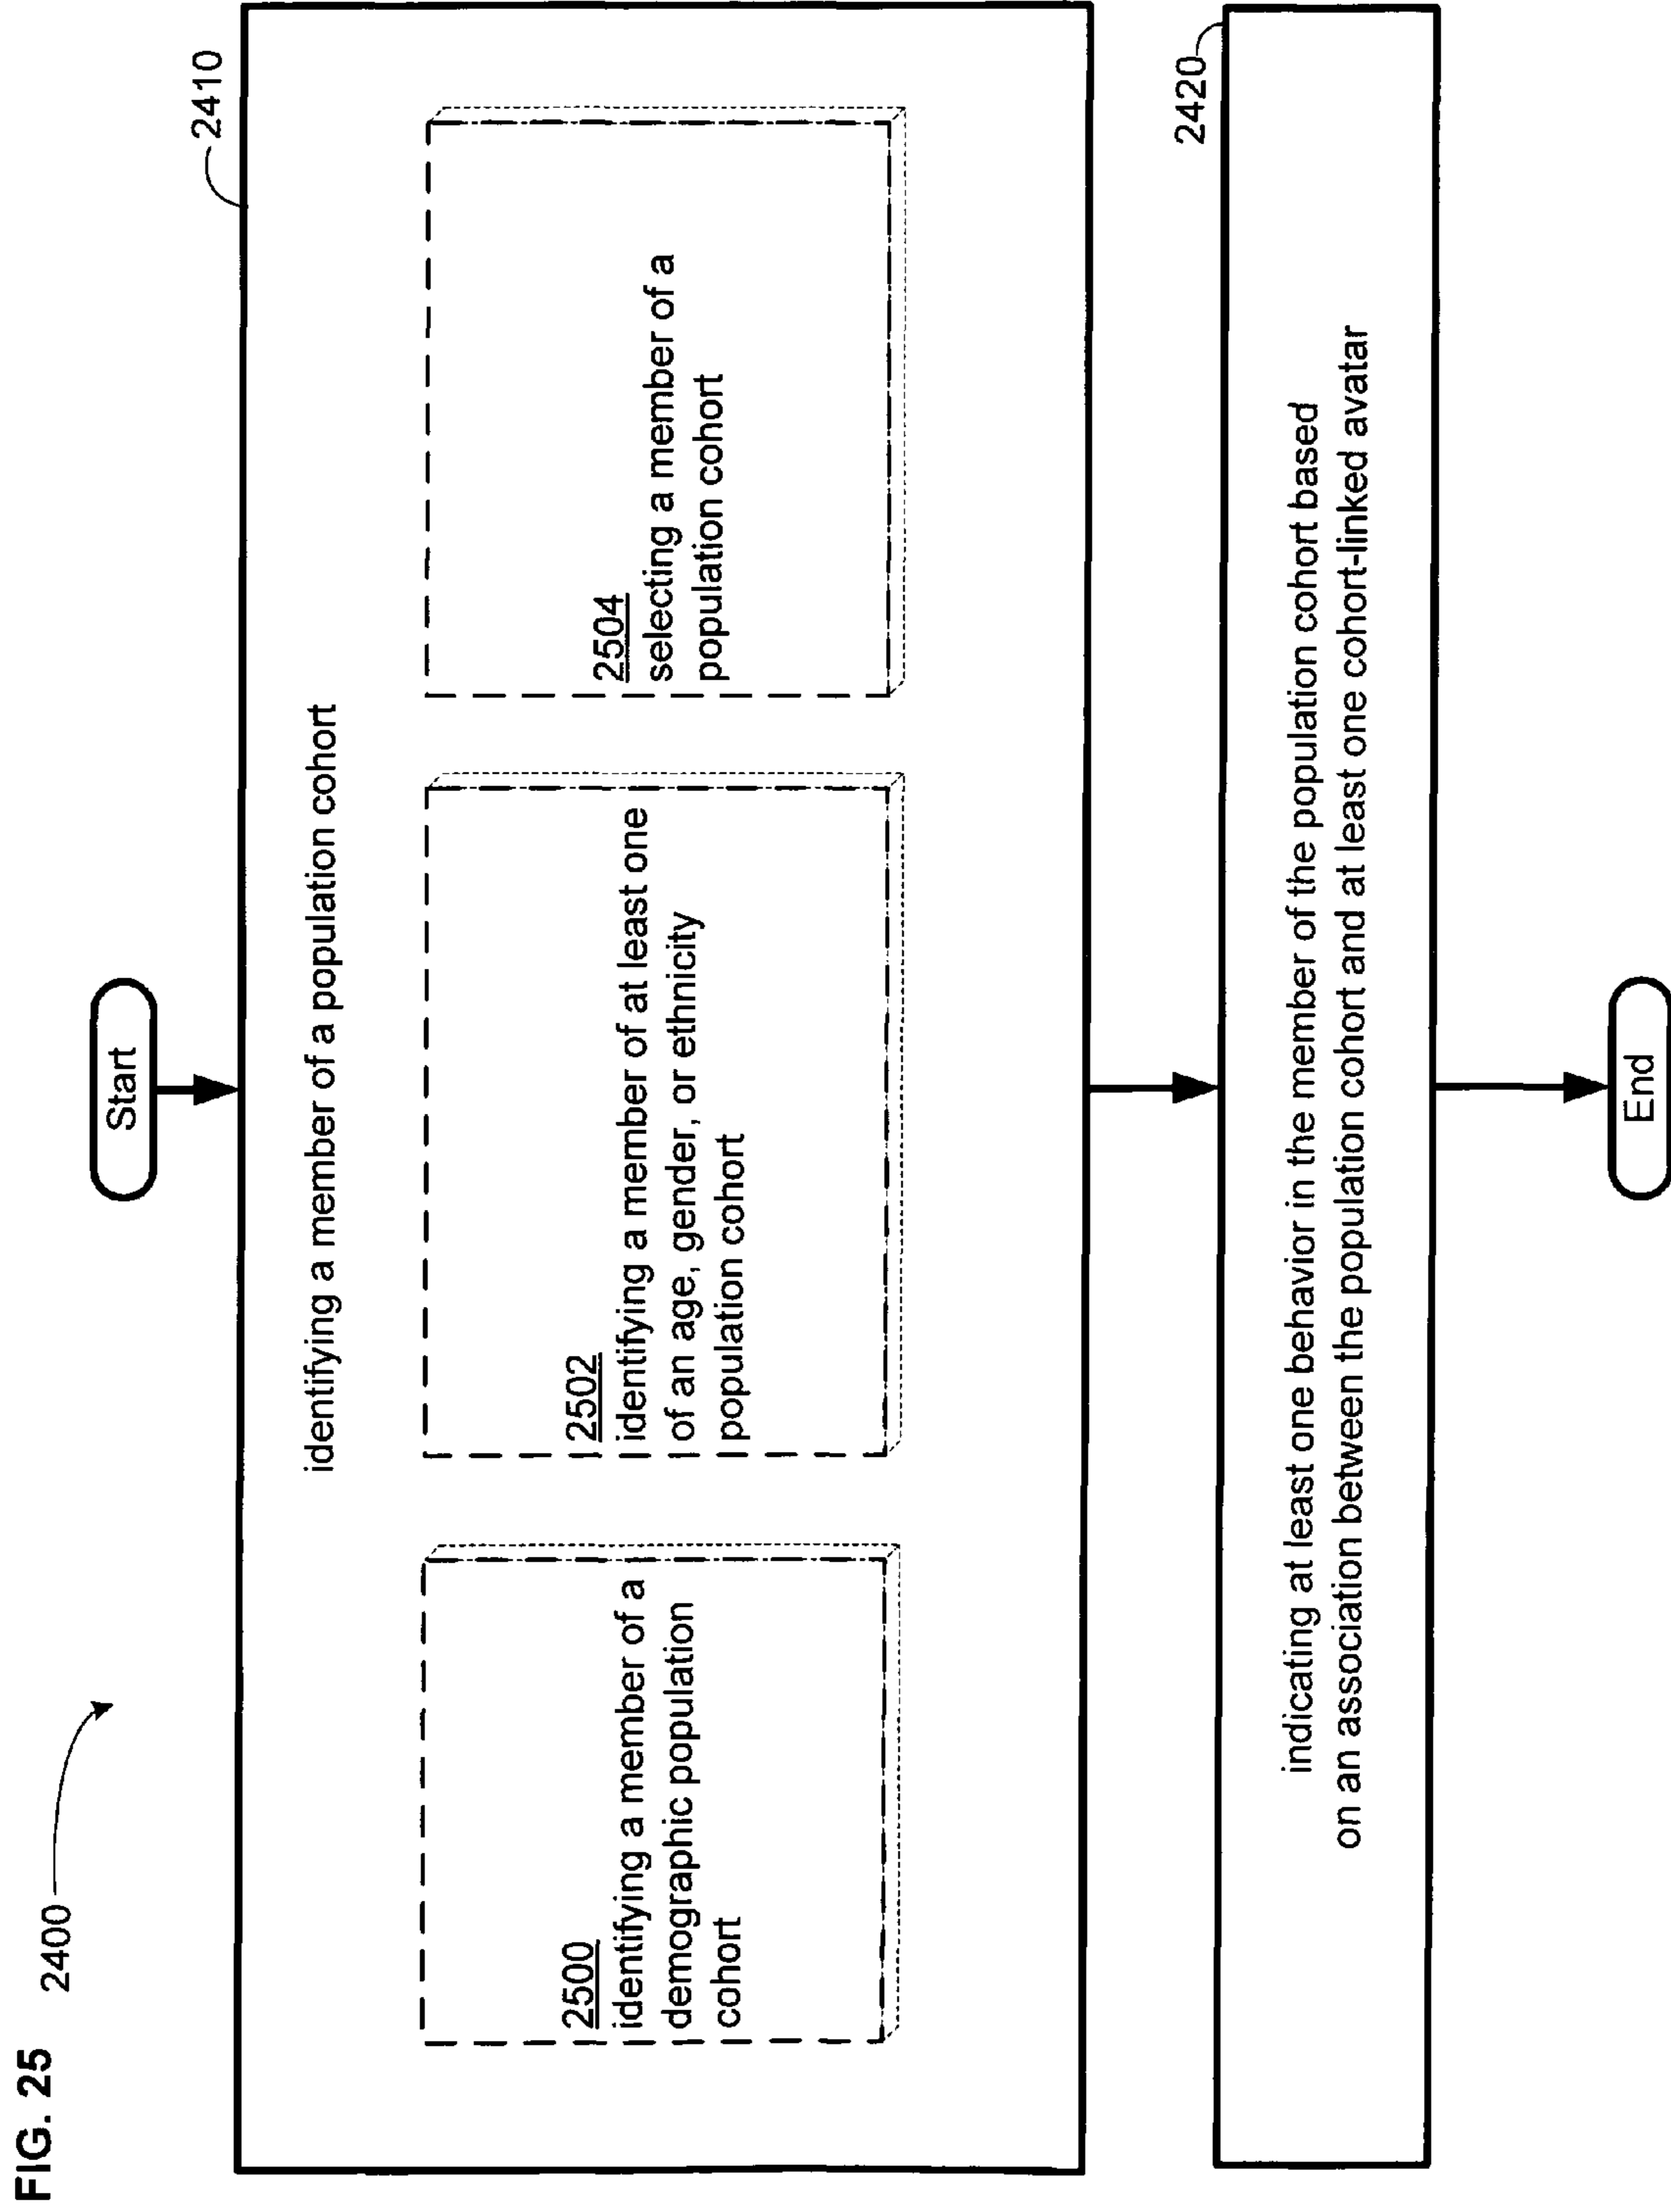 FIG. 25
2400
Start
2410
identifying a member of a population cohort
2500
identifying a member of a
demographic population
cohort
2502
identifying a member of at least one
of an age, gender, or ethnicity
population cohort
2504
selecting a member of a
population cohort
2420
indicating at least one behavior in the member of the population cohort based
on an association between the population cohort and at least one cohort-linked avatar
End